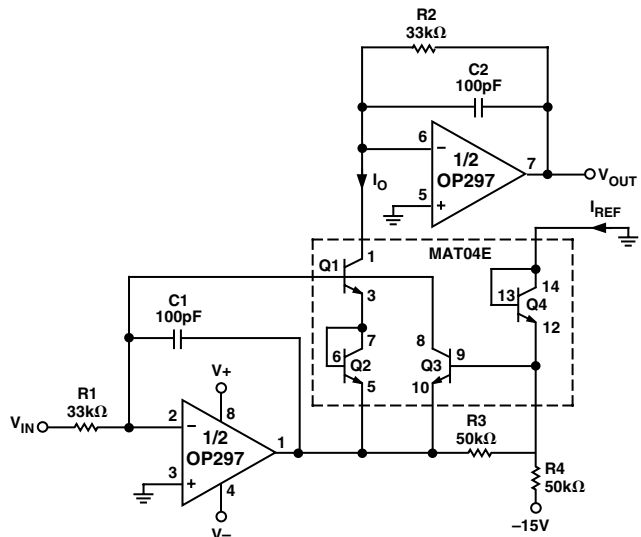 R2
33kΩ
C2
100pF
6
−
1/2
OP297
7
VOUT
5
+
IO
IREF
MAT04E
Q1
1
3
14
13
Q4
12
C1
100pF
7
6
Q2
5
8
9
Q3
10
V+
R1
33kΩ
VIN
2
−
8
1/2
OP297
1
3
+
4
V−
R3
50kΩ
R4
50kΩ
−15V